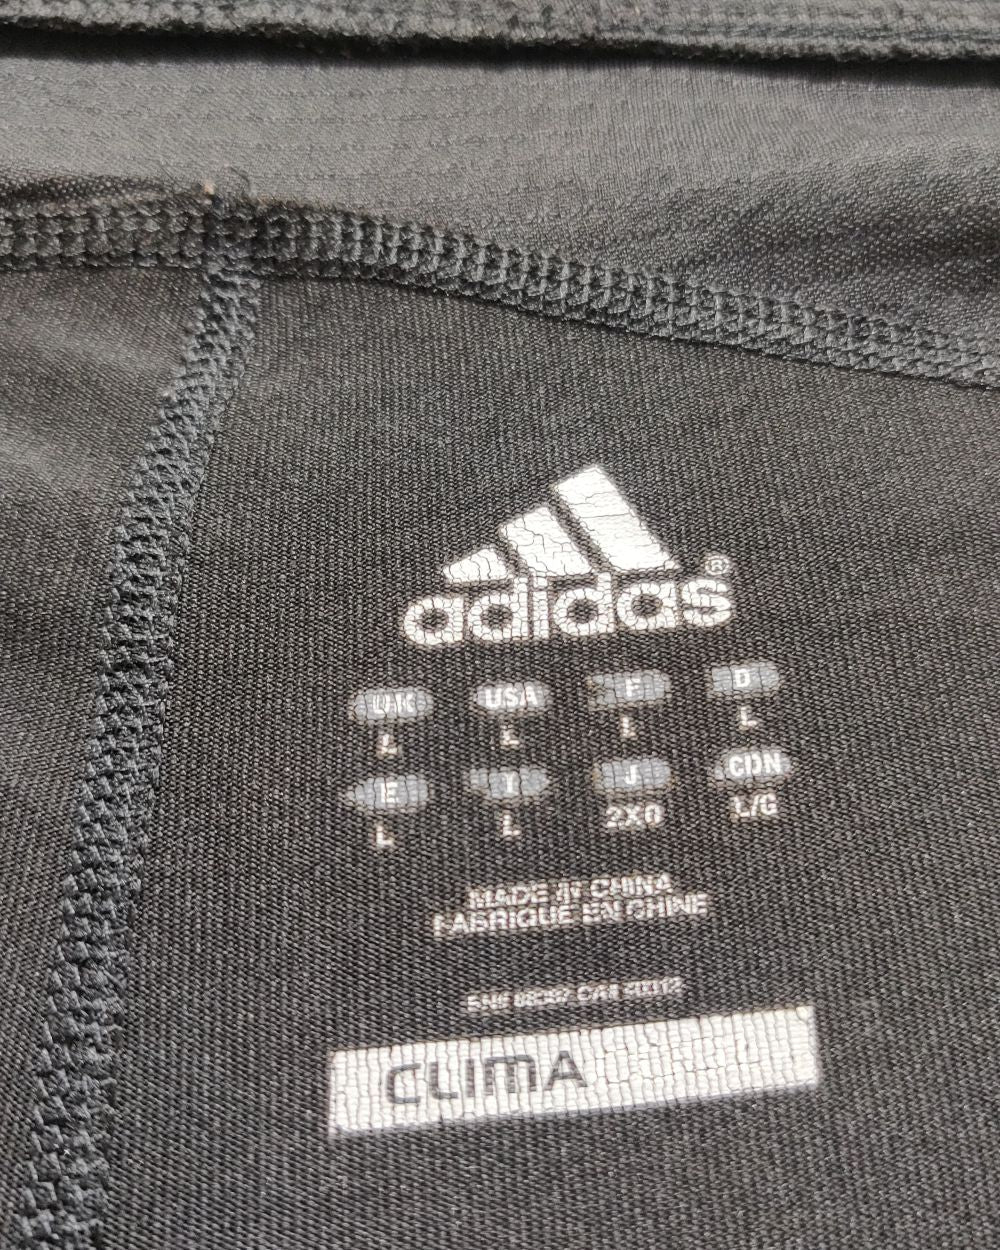 adidas®
UK USA F D
L L L L
E I J CDN
L L 2XO L/G
MADE IN CHINA
FABRIQUÉ EN CHINE
CLIMA